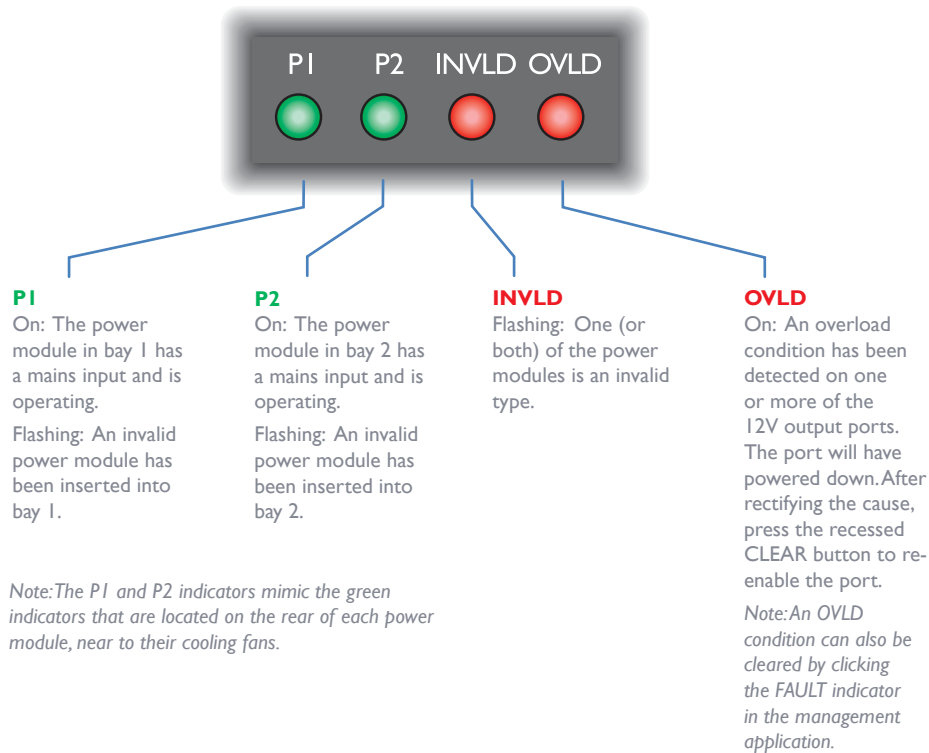 P1 P2 INVLD OVLD
P1
On: The power
module in bay 1 has
a mains input and is
operating.
Flashing: An invalid
power module has
been inserted into
bay 1.
P2
On: The power
module in bay 2 has
a mains input and is
operating.
Flashing: An invalid
power module has
been inserted into
bay 2.
INVLD
Flashing: One (or
both) of the power
modules is an invalid
type.
OVLD
On: An overload
condition has been
detected on one
or more of the
12V output ports.
The port will have
powered down. After
rectifying the cause,
press the recessed
CLEAR button to re-
enable the port.
Note: An OVLD
condition can also be
cleared by clicking
the FAULT indicator
in the management
application.
Note: The P1 and P2 indicators mimic the green
indicators that are located on the rear of each power
module, near to their cooling fans.